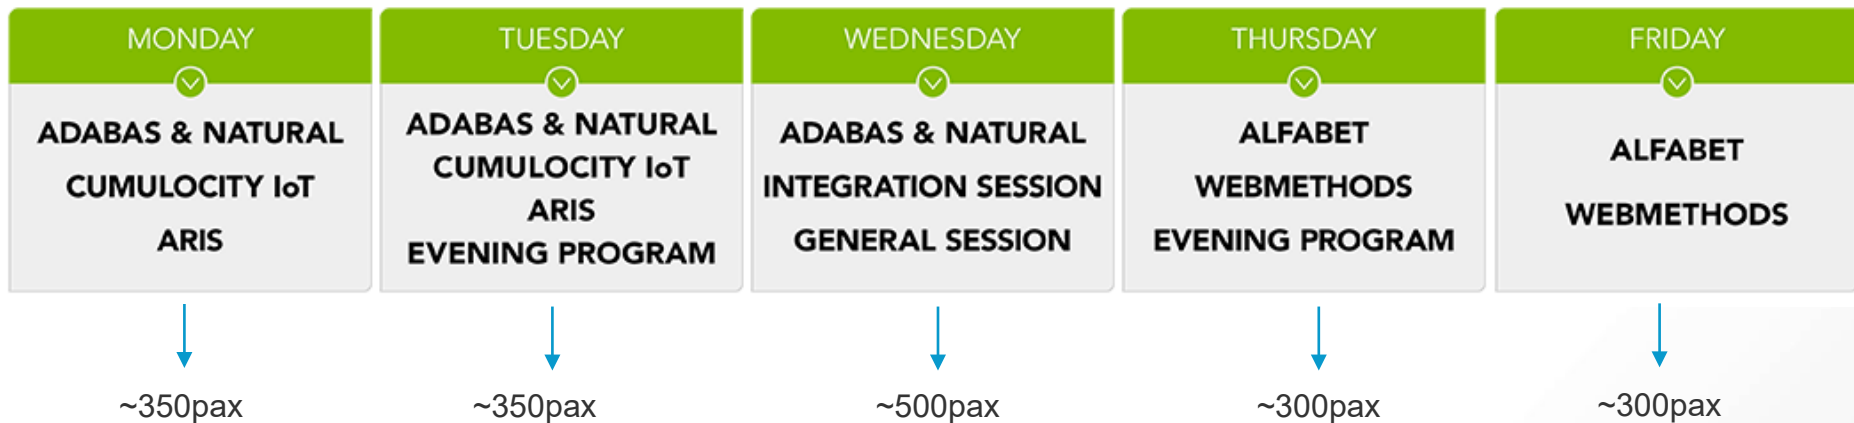 MONDAY
ADABAS & NATURAL
CUMULOCITY IoT
ARIS
~350pax
TUESDAY
ADABAS & NATURAL
CUMULOCITY IoT
ARIS
EVENING PROGRAM
~350pax
WEDNESDAY
ADABAS & NATURAL
INTEGRATION SESSION
GENERAL SESSION
~500pax
THURSDAY
ALFABET
WEBMETHODS
EVENING PROGRAM
~300pax
FRIDAY
ALFABET
WEBMETHODS
~300pax